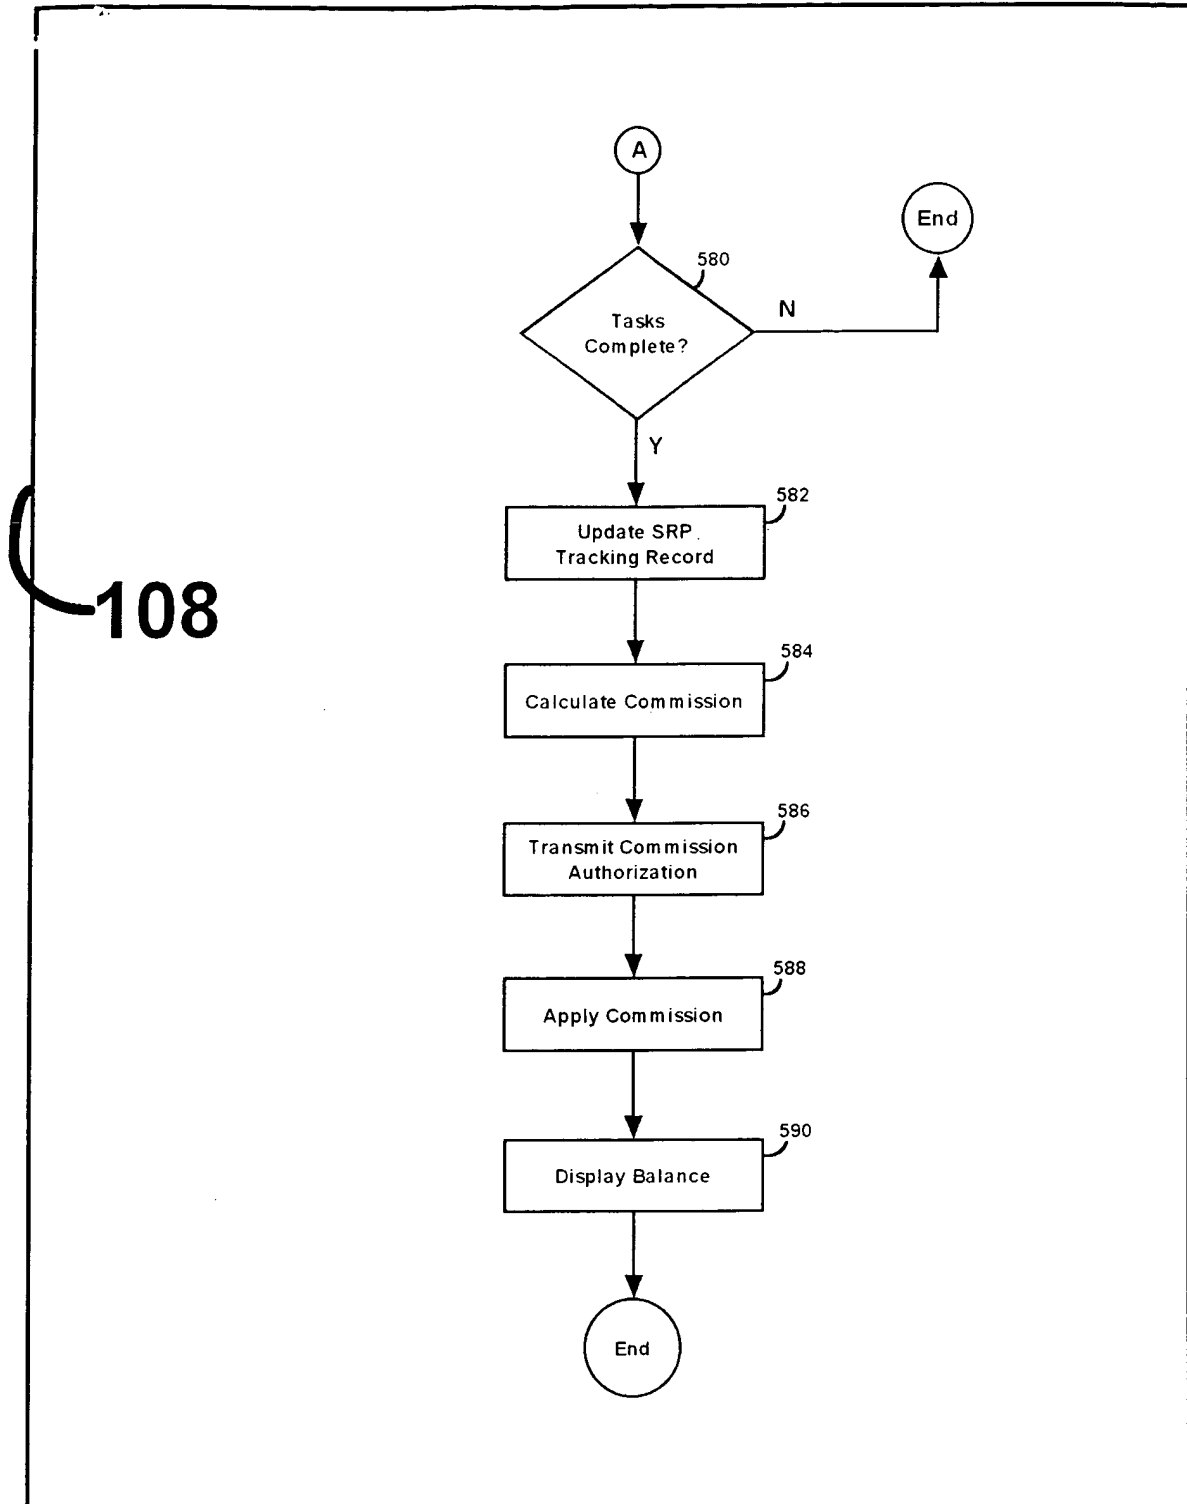 A
End
580
N
Tasks
Complete?
Y
582
Update SRP
Tracking Record
108
584
Calculate Commission
586
Transmit Commission
Authorization
588
Apply Commission
590
Display Balance
End